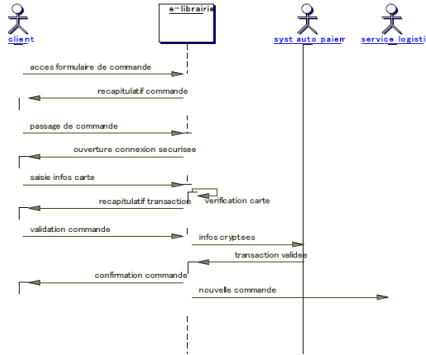 e-librairie
client
syst auto paiem
service logisti
acces formulaire de commande
recapitulatif commande
passage de commande
ouverture connexion securisee
saisie infos carte
verification carte
recapitulatif transaction
validation commande
infos cryptees
transaction validee
confirmation commande
nouvelle commande